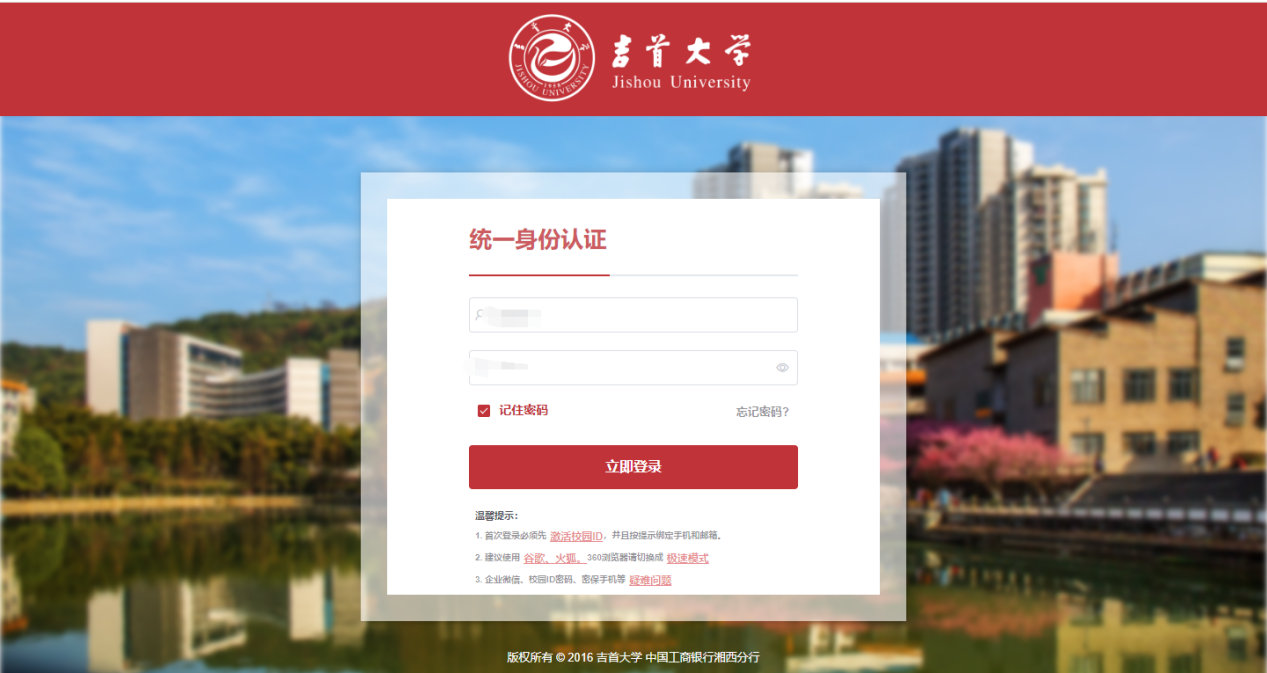 吉首大学
JISHOU UNIVERSITY
1958
吉首大学
Jishou University
统一身份认证
记住密码
忘记密码?
立即登录
温馨提示：
1. 首次登录必须先 激活校园ID，并且按提示绑定手机和邮箱。
2. 建议使用 谷歌、火狐。360浏览器请切换成 极速模式
3. 企业微信、校园ID密码、密保手机等 疑难问题
版权所有 © 2016 吉首大学 中国工商银行湘西分行